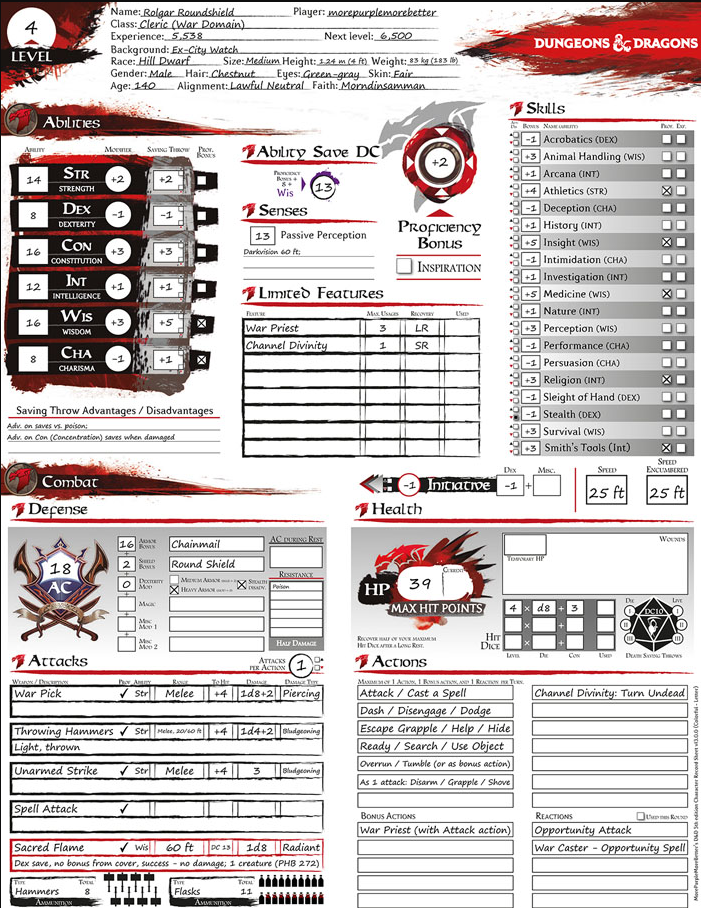 4
LEVEL
Name: Rolgar Roundshield Player: morepurplemorebetter
Class: Cleric (War Domain)
Experience: 5,538 Next level: 6,500
Background: Ex-City Watch
Race: Hill Dwarf Size: Medium Height: 1.24 m (4 ft) Weight: 83 kg (183 lb)
Gender: Male Hair: Chestnut Eyes: Green-gray Skin: Fair
Age: 140 Alignment: Lawful Neutral Faith: Morndinsamman
DUNGEONS & DRAGONS
Abilities
ABILITY MODIFIER SAVING THROW PROF. BONUS
14 STR STRENGTH +2 +2
8 DEX DEXTERITY -1 -1
16 CON CONSTITUTION +3 +3
12 INT INTELLIGENCE +1 +1
16 WIS WISDOM +3 +5
8 CHA CHARISMA -1 +1
Saving Throw Advantages / Disadvantages
Adv. on saves vs. poison;
Adv. on Con (Concentration) saves when damaged
Ability Save DC
PROFICIENCY BONUS + 8 +
Wis 13
Senses
13 Passive Perception
Darkvision 60 ft;
+2
Proficiency Bonus
INSPIRATION
Limited Features
FEATURE MAX. USAGES RECOVERY USED
War Priest 3 LR
Channel Divinity 1 SR
Skills
BONUS NAME (ABILITY) PROF. EXP.
-1 Acrobatics (DEX)
+3 Animal Handling (WIS)
+1 Arcana (INT)
+4 Athletics (STR)
-1 Deception (CHA)
+1 History (INT)
+5 Insight (WIS)
-1 Intimidation (CHA)
+1 Investigation (INT)
+5 Medicine (WIS)
+1 Nature (INT)
+3 Perception (WIS)
-1 Performance (CHA)
-1 Persuasion (CHA)
+3 Religion (INT)
-1 Sleight of Hand (DEX)
-1 Stealth (DEX)
+3 Survival (WIS)
+3 Smith's Tools (Int)
Combat
-1 Initiative DEX -1 + MISC.
SPEED 25 ft
SPEED ENCUMBERED 25 ft
Defense
18 AC
16 ARMOR BONUS Chainmail
2 SHIELD BONUS Round Shield
0 DEXTERITY MOD MEDIUM ARMOR HEAVY ARMOR STEALTH DISADV.
MAGIC
MISC MOD 1
MISC MOD 2
AC DURING REST
RESISTANCE
Poison
HALF DAMAGE
Health
HP 39 CURRENT
MAX HIT POINTS
TEMPORARY HP
WOUNDS
RECOVER HALF OF YOUR MAXIMUM HIT DICE AFTER A LONG REST.
HIT DICE
4 x d8 + 3
x +
x +
LEVEL DIE CON USED
DIE LIVE
DC10
I I
II II
III III
DEATH SAVING THROWS
Attacks
ATTACKS PER ACTION 1
WEAPON / DESCRIPTION PROF. ABILITY RANGE TO HIT DAMAGE DAMAGE TYPE
War Pick Str Melee +4 1d8+2 Piercing
Throwing Hammers Str Melee, 20/60 ft +4 1d4+2 Bludgeoning
Light, thrown
Unarmed Strike Str Melee +4 3 Bludgeoning
Spell Attack
Sacred Flame Wis 60 ft DC 13 1d8 Radiant
Dex save, no bonus from cover, success - no damage; 1 creature (PHB 272)
TYPE TOTAL
Hammers 8
AMMUNITION
TYPE TOTAL
Flasks 11
AMMUNITION
Actions
MAXIMUM OF 1 ACTION, 1 BONUS ACTION, AND 1 REACTION PER TURN.
Attack / Cast a Spell
Dash / Disengage / Dodge
Escape Grapple / Help / Hide
Ready / Search / Use Object
Overrun / Tumble (or as bonus action)
As 1 attack: Disarm / Grapple / Shove
Channel Divinity: Turn Undead
BONUS ACTIONS
War Priest (with Attack action)
REACTIONS USED THIS ROUND
Opportunity Attack
War Caster - Opportunity Spell
MorePurpleMoreBetter's D&D 5th edition Character Record Sheet v13.0.0 (Colorful - Letter)